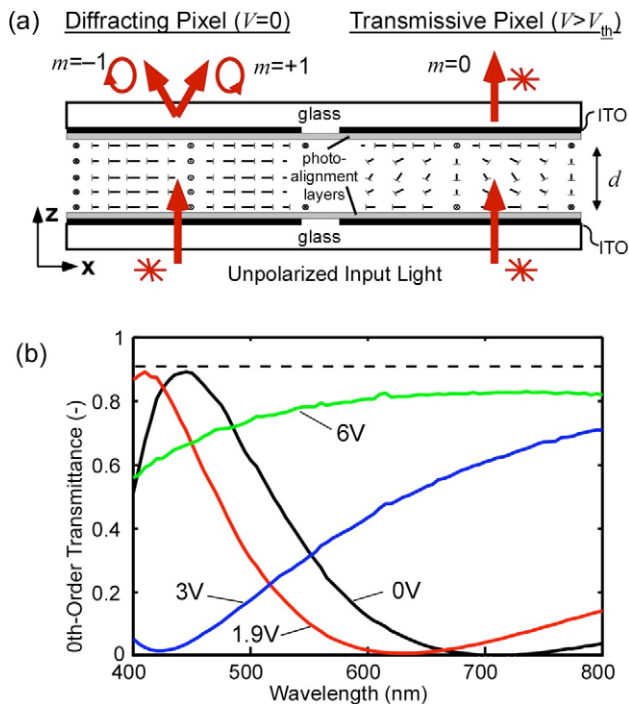 (a) Diffracting Pixel (V=0) Transmissive Pixel (V>Vth)
m=–1 m=+1 m=0
glass
ITO
photo-
alignment
layers
d
z
x
glass
ITO
Unpolarized Input Light
(b)
0th-Order Transmittance (-)
1
0.8
0.6
0.4
0.2
0
6V
3V
1.9V
0V
400 500 600 700 800
Wavelength (nm)